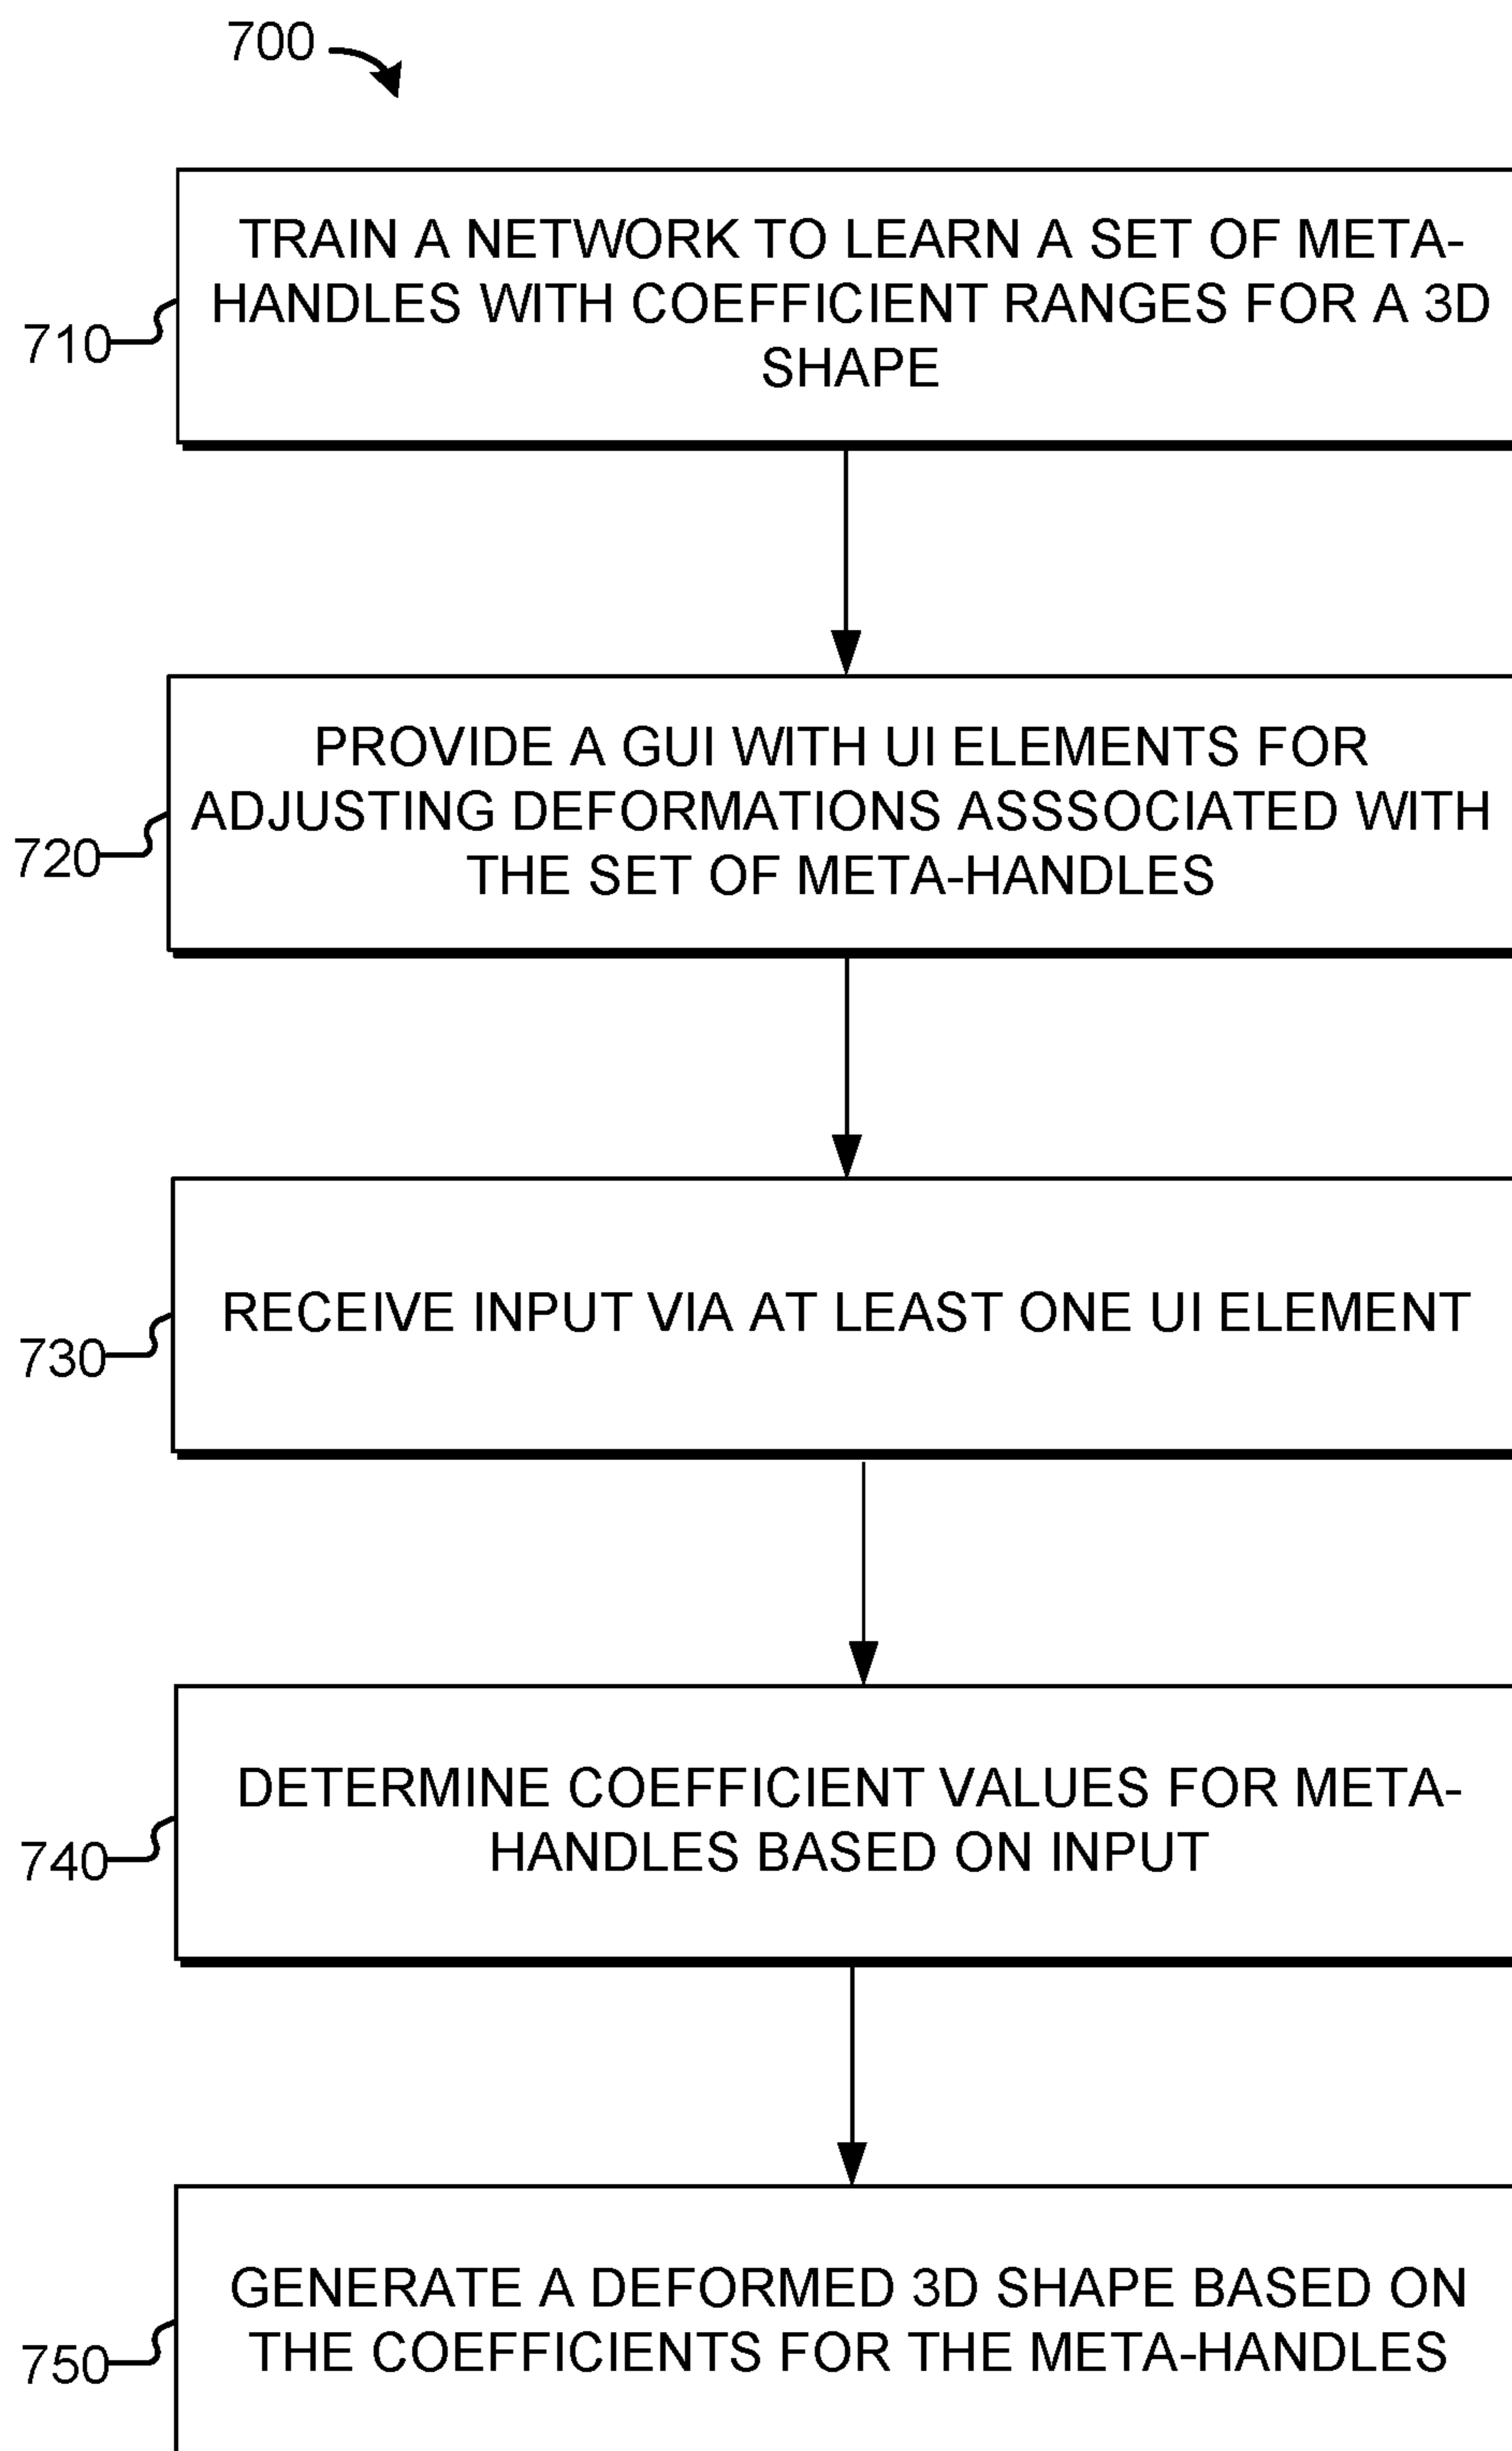 700
TRAIN A NETWORK TO LEARN A SET OF META-
HANDLES WITH COEFFICIENT RANGES FOR A 3D
SHAPE
710
PROVIDE A GUI WITH UI ELEMENTS FOR
ADJUSTING DEFORMATIONS ASSSOCIATED WITH
THE SET OF META-HANDLES
720
RECEIVE INPUT VIA AT LEAST ONE UI ELEMENT
730
DETERMINE COEFFICIENT VALUES FOR META-
HANDLES BASED ON INPUT
740
GENERATE A DEFORMED 3D SHAPE BASED ON
THE COEFFICIENTS FOR THE META-HANDLES
750